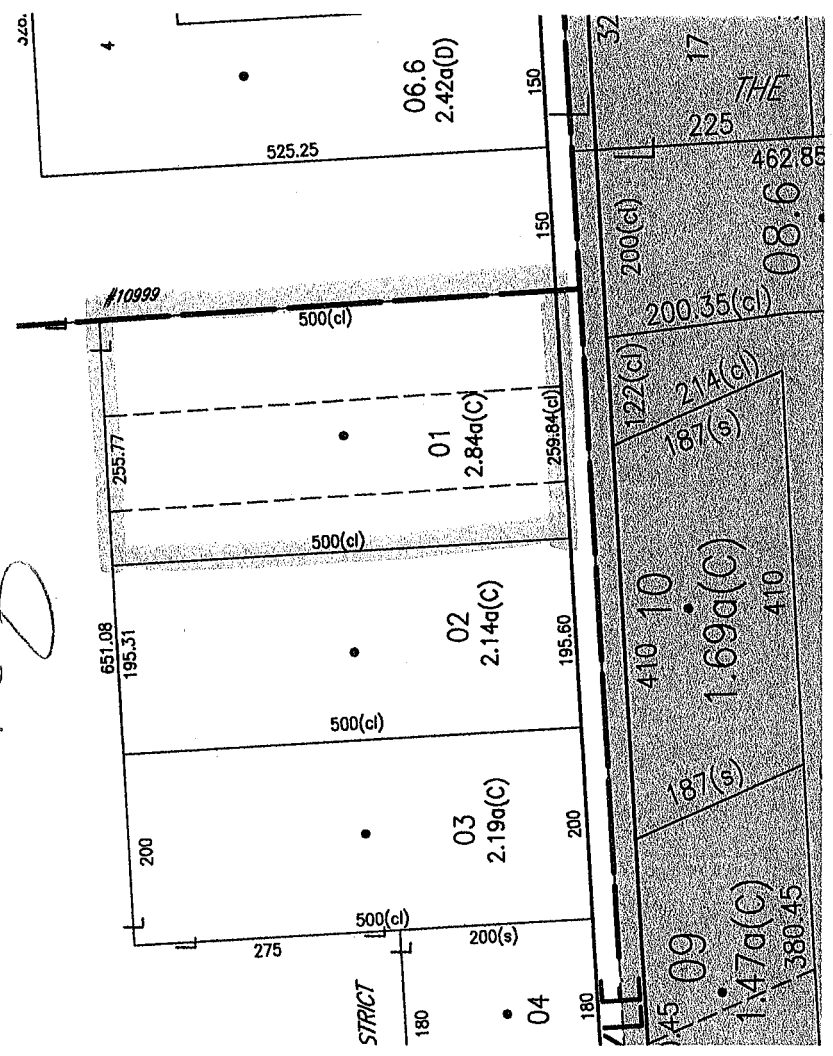 4
06.6
2.42a(D)
150
32
17
THE
225
525.25
462.85
150
200(cl)
08.6
#10999
500(cl)
200.35(cl)
122(cl)
214(cl)
187(s)
255.77
01
2.84a(C)
259.84(cl)
500(cl)
651.08
195.31
02
2.14a(C)
195.60
410
10
1.69a(C)
410
500(cl)
187(s)
200
03
2.19a(C)
200
500(cl)
275
200(s)
09
1.47a(C)
380.45
STRICT
180
04
180
.45